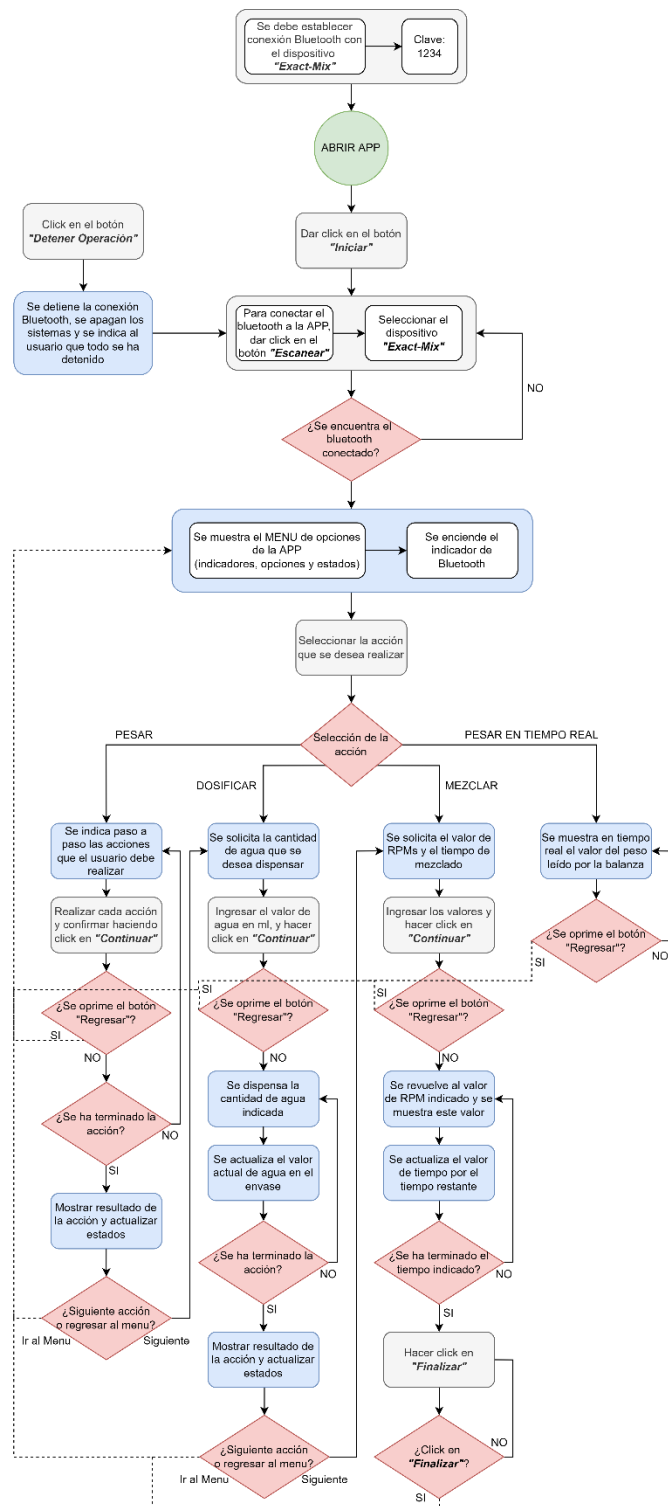 Se debe establecer
conexión Bluetooth con
el dispositivo
"Exact-Mix"
Clave:
1234
ABRIR APP
Click en el botón
"Detener Operación"
Dar click en el botón
"Iniciar"
Se detiene la conexión
Bluetooth, se apagan los
sistemas y se indica al
usuario que todo se ha
detenido
Para conectar el
bluetooth a la APP,
dar click en el
botón "Escanear"
Seleccionar el
dispositivo
"Exact-Mix"
NO
¿Se encuentra el
bluetooth
conectado?
Se muestra el MENU de opciones
de la APP
(indicadores, opciones y estados)
Se enciende el
indicador de
Bluetooth
Seleccionar la acción
que se desea realizar
Selección de la
acción
PESAR
PESAR EN TIEMPO REAL
DOSIFICAR
MEZCLAR
Se indica paso a
paso las acciones
que el usuario debe
realizar
Se solicita la cantidad
de agua que se
desea dispensar
Se solicita el valor de
RPMs y el tiempo de
mezclado
Se muestra en tiempo
real el valor del peso
leído por la balanza
Realizar cada acción
y confirmar haciendo
click en "Continuar"
Ingresar el valor de
agua en ml, y hacer
click en "Continuar"
Ingresar los valores y
hacer click en
"Continuar"
¿Se oprime el botón
"Regresar"?
SI
NO
¿Se oprime el botón
"Regresar"?
SI
NO
¿Se oprime el botón
"Regresar"?
SI
NO
¿Se oprime el botón
"Regresar"?
SI
NO
¿Se ha terminado la
acción?
NO
SI
Se dispensa la
cantidad de agua
indicada
Se revuelve al valor
de RPM indicado y se
muestra este valor
Se actualiza el valor
actual de agua en el
envase
Se actualiza el valor
de tiempo por el
tiempo restante
Mostrar resultado de
la acción y actualizar
estados
¿Se ha terminado la
acción?
NO
SI
¿Se ha terminado el
tiempo indicado?
NO
SI
¿Siguiente acción
o regresar al menu?
Ir al Menu
Siguiente
Mostrar resultado de
la acción y actualizar
estados
Hacer click en
"Finalizar"
¿Siguiente acción
o regresar al menu?
Ir al Menu
Siguiente
¿Click en
"Finalizar"?
NO
SI